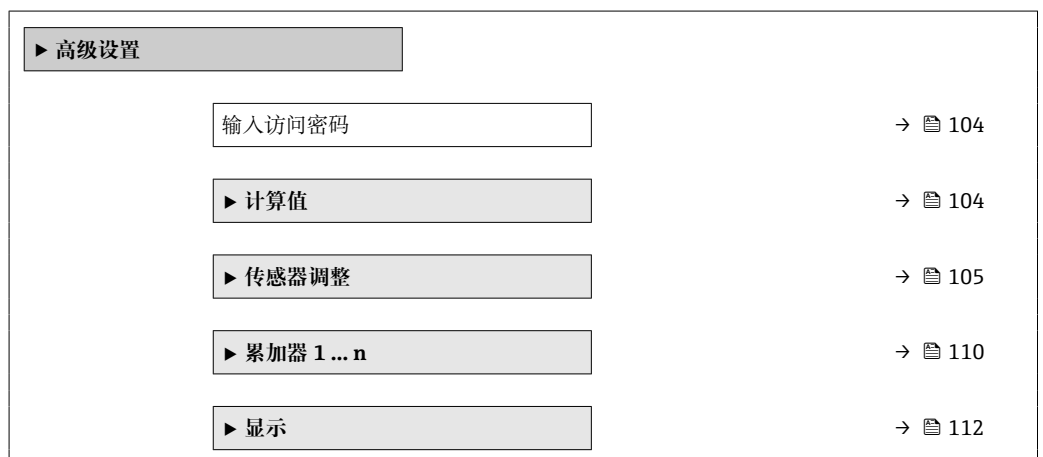 ▶ 高级设置
输入访问密码 → 104
▶ 计算值 → 104
▶ 传感器调整 → 105
▶ 累加器 1 … n → 110
▶ 显示 → 112